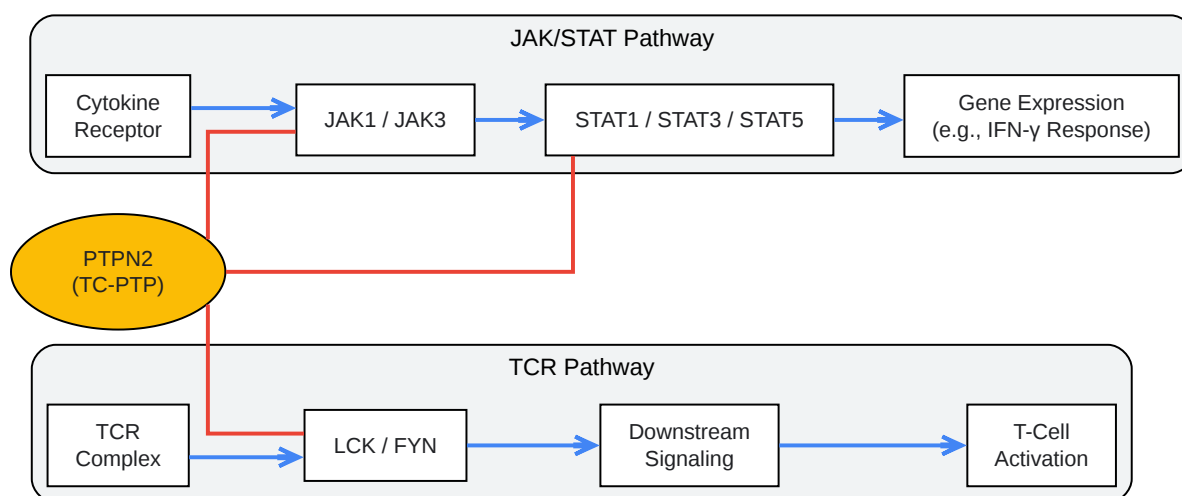 JAK/STAT Pathway
Cytokine
Receptor
JAK1 / JAK3
STAT1 / STAT3 / STAT5
Gene Expression
(e.g., IFN-γ Response)
PTPN2
(TC-PTP)
TCR Pathway
TCR
Complex
LCK / FYN
Downstream
Signaling
T-Cell
Activation